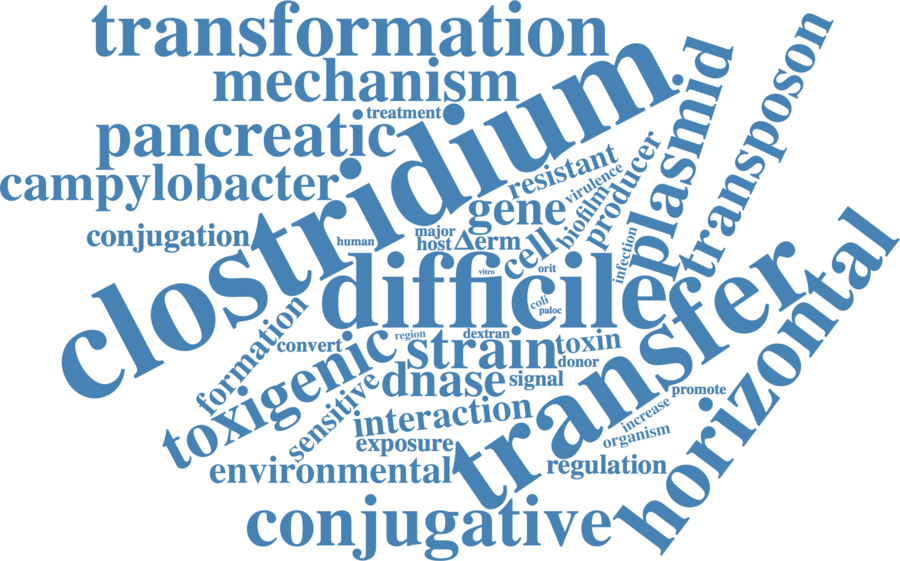 transformation
mechanism
treatment
pancreatic
clostridium
plasmid
transposon
campylobacter
resistant
virulence
producer
gene
biofilm
conjugation
human
major
host
Δerm
cell
infection
difficile
vitro
orit
coli
paloc
transfer
horizontal
formation
convert
region
dextran
strain
toxin
donor
toxigenic
sensitive
dnase
signal
promote
interaction
increase
organism
exposure
environmental
regulation
conjugative